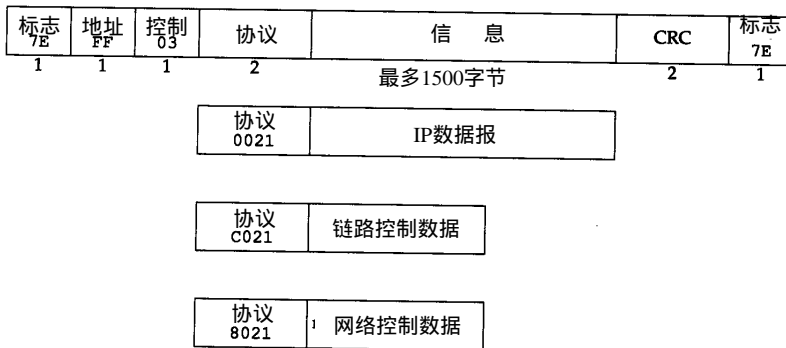 标志 地址 控制 协议 信 息 CRC 标志
7E FF 03 7E
1 1 1 2 最多1500字节 2 1
协议 IP数据报
0021
协议 链路控制数据
C021
协议 网络控制数据
8021